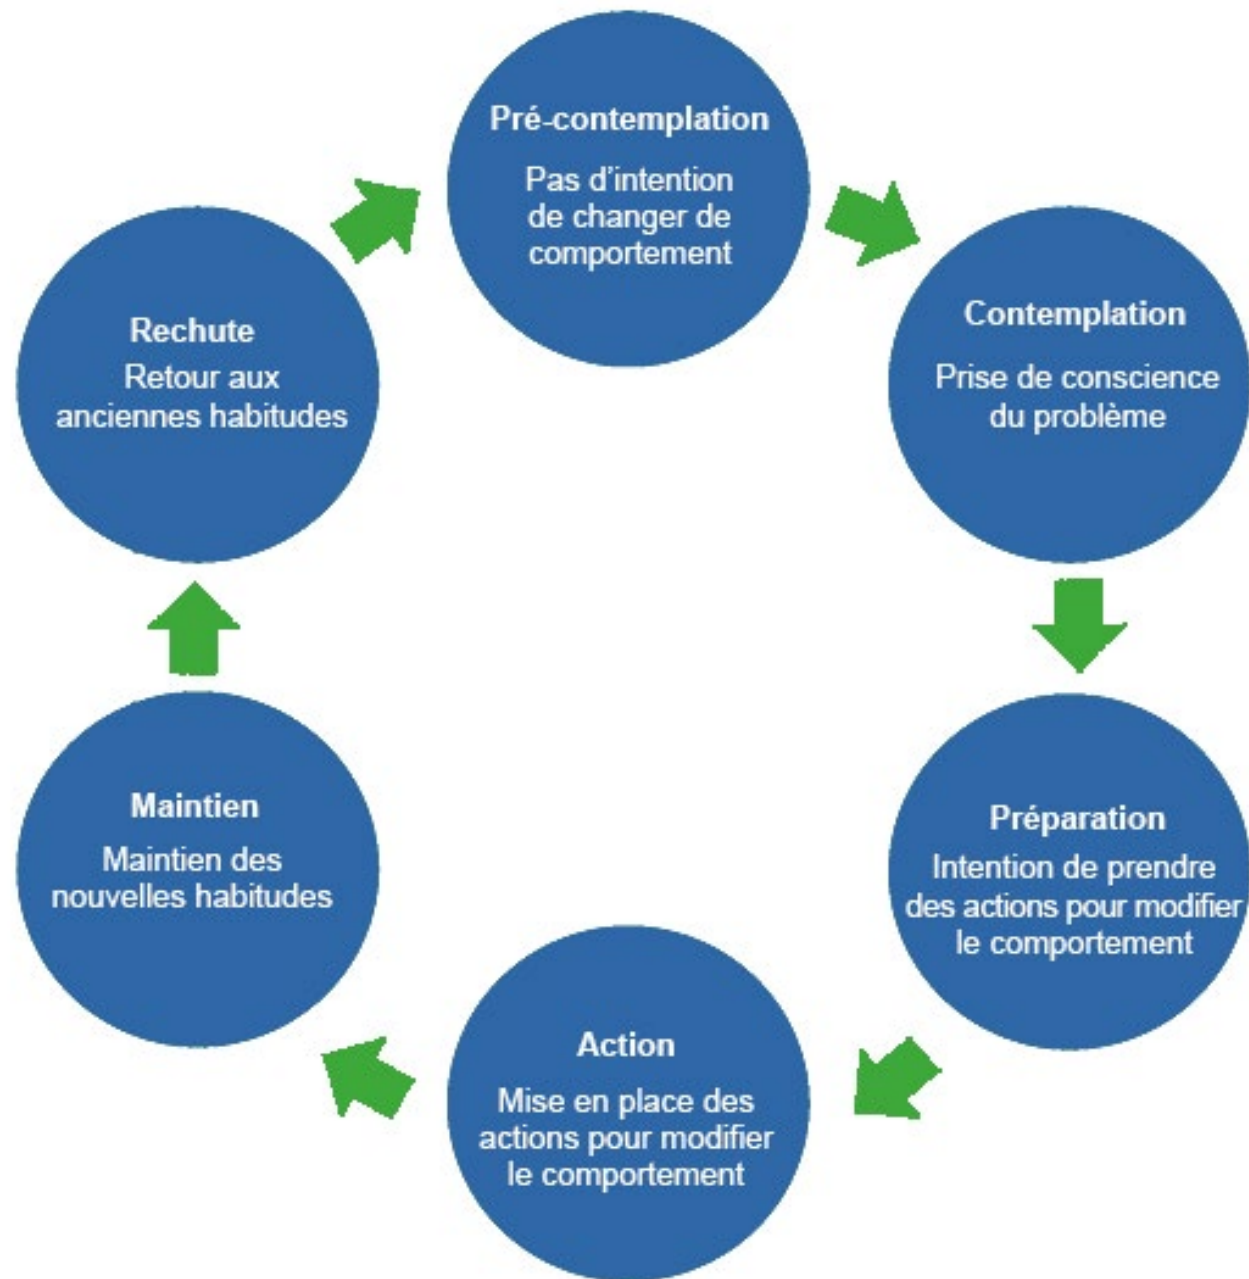 Pré-contemplation
Pas d’intention
de changer de
comportement
Contemplation
Prise de conscience
du problème
Préparation
Intention de prendre
des actions pour modifier
le comportement
Action
Mise en place des
actions pour modifier
le comportement
Maintien
Maintien des
nouvelles habitudes
Rechute
Retour aux
anciennes habitudes